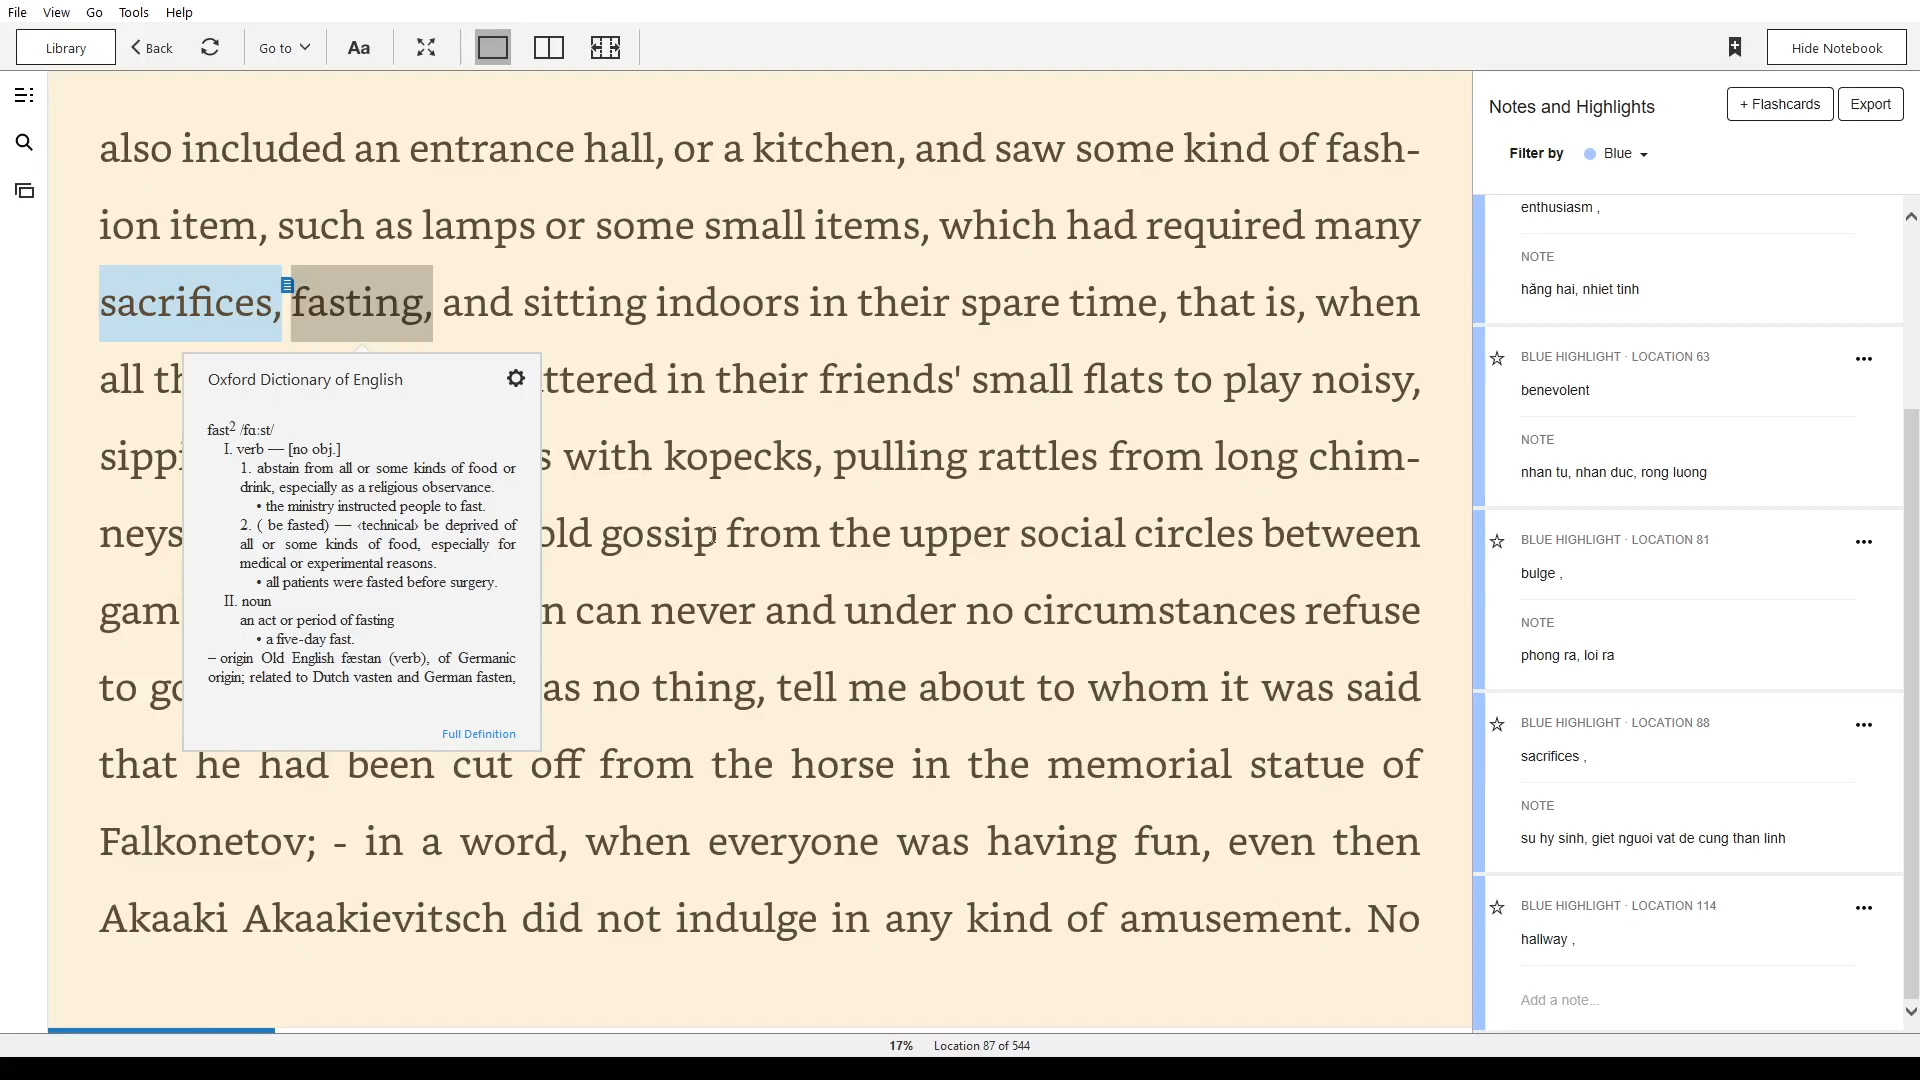 File View Go Tools Help
Library Back Go to Aa Hide Notebook
also included an entrance hall, or a kitchen, and saw some kind of fash-
ion item, such as lamps or some small items, which had required many
sacrifices, fasting, and sitting indoors in their spare time, that is, when
all th ttered in their friends' small flats to play noisy,
sippi s with kopecks, pulling rattles from long chim-
neys old gossip from the upper social circles between
gam n can never and under no circumstances refuse
to go as no thing, tell me about to whom it was said
that he had been cut off from the horse in the memorial statue of
Falkonetov; - in a word, when everyone was having fun, even then
Akaaki Akaakievitsch did not indulge in any kind of amusement. No
Oxford Dictionary of English
fast2 /fɑːst/
I. verb — [no obj.]
1. abstain from all or some kinds of food or
drink, especially as a religious observance.
• the ministry instructed people to fast.
2. ( be fasted) — ‹technical› be deprived of
all or some kinds of food, especially for
medical or experimental reasons.
• all patients were fasted before surgery.
II. noun
an act or period of fasting
• a five-day fast.
– origin Old English fæstan (verb), of Germanic
origin; related to Dutch vasten and German fasten,
Full Definition
Notes and Highlights
+ Flashcards Export
Filter by Blue
enthusiasm ,
NOTE
hăng hai, nhiet tinh
BLUE HIGHLIGHT · LOCATION 63
benevolent
NOTE
nhan tu, nhan duc, rong luong
BLUE HIGHLIGHT · LOCATION 81
bulge ,
NOTE
phong ra, loi ra
BLUE HIGHLIGHT · LOCATION 88
sacrifices ,
NOTE
su hy sinh, giet nguoi vat de cung than linh
BLUE HIGHLIGHT · LOCATION 114
hallway ,
Add a note...
17% Location 87 of 544